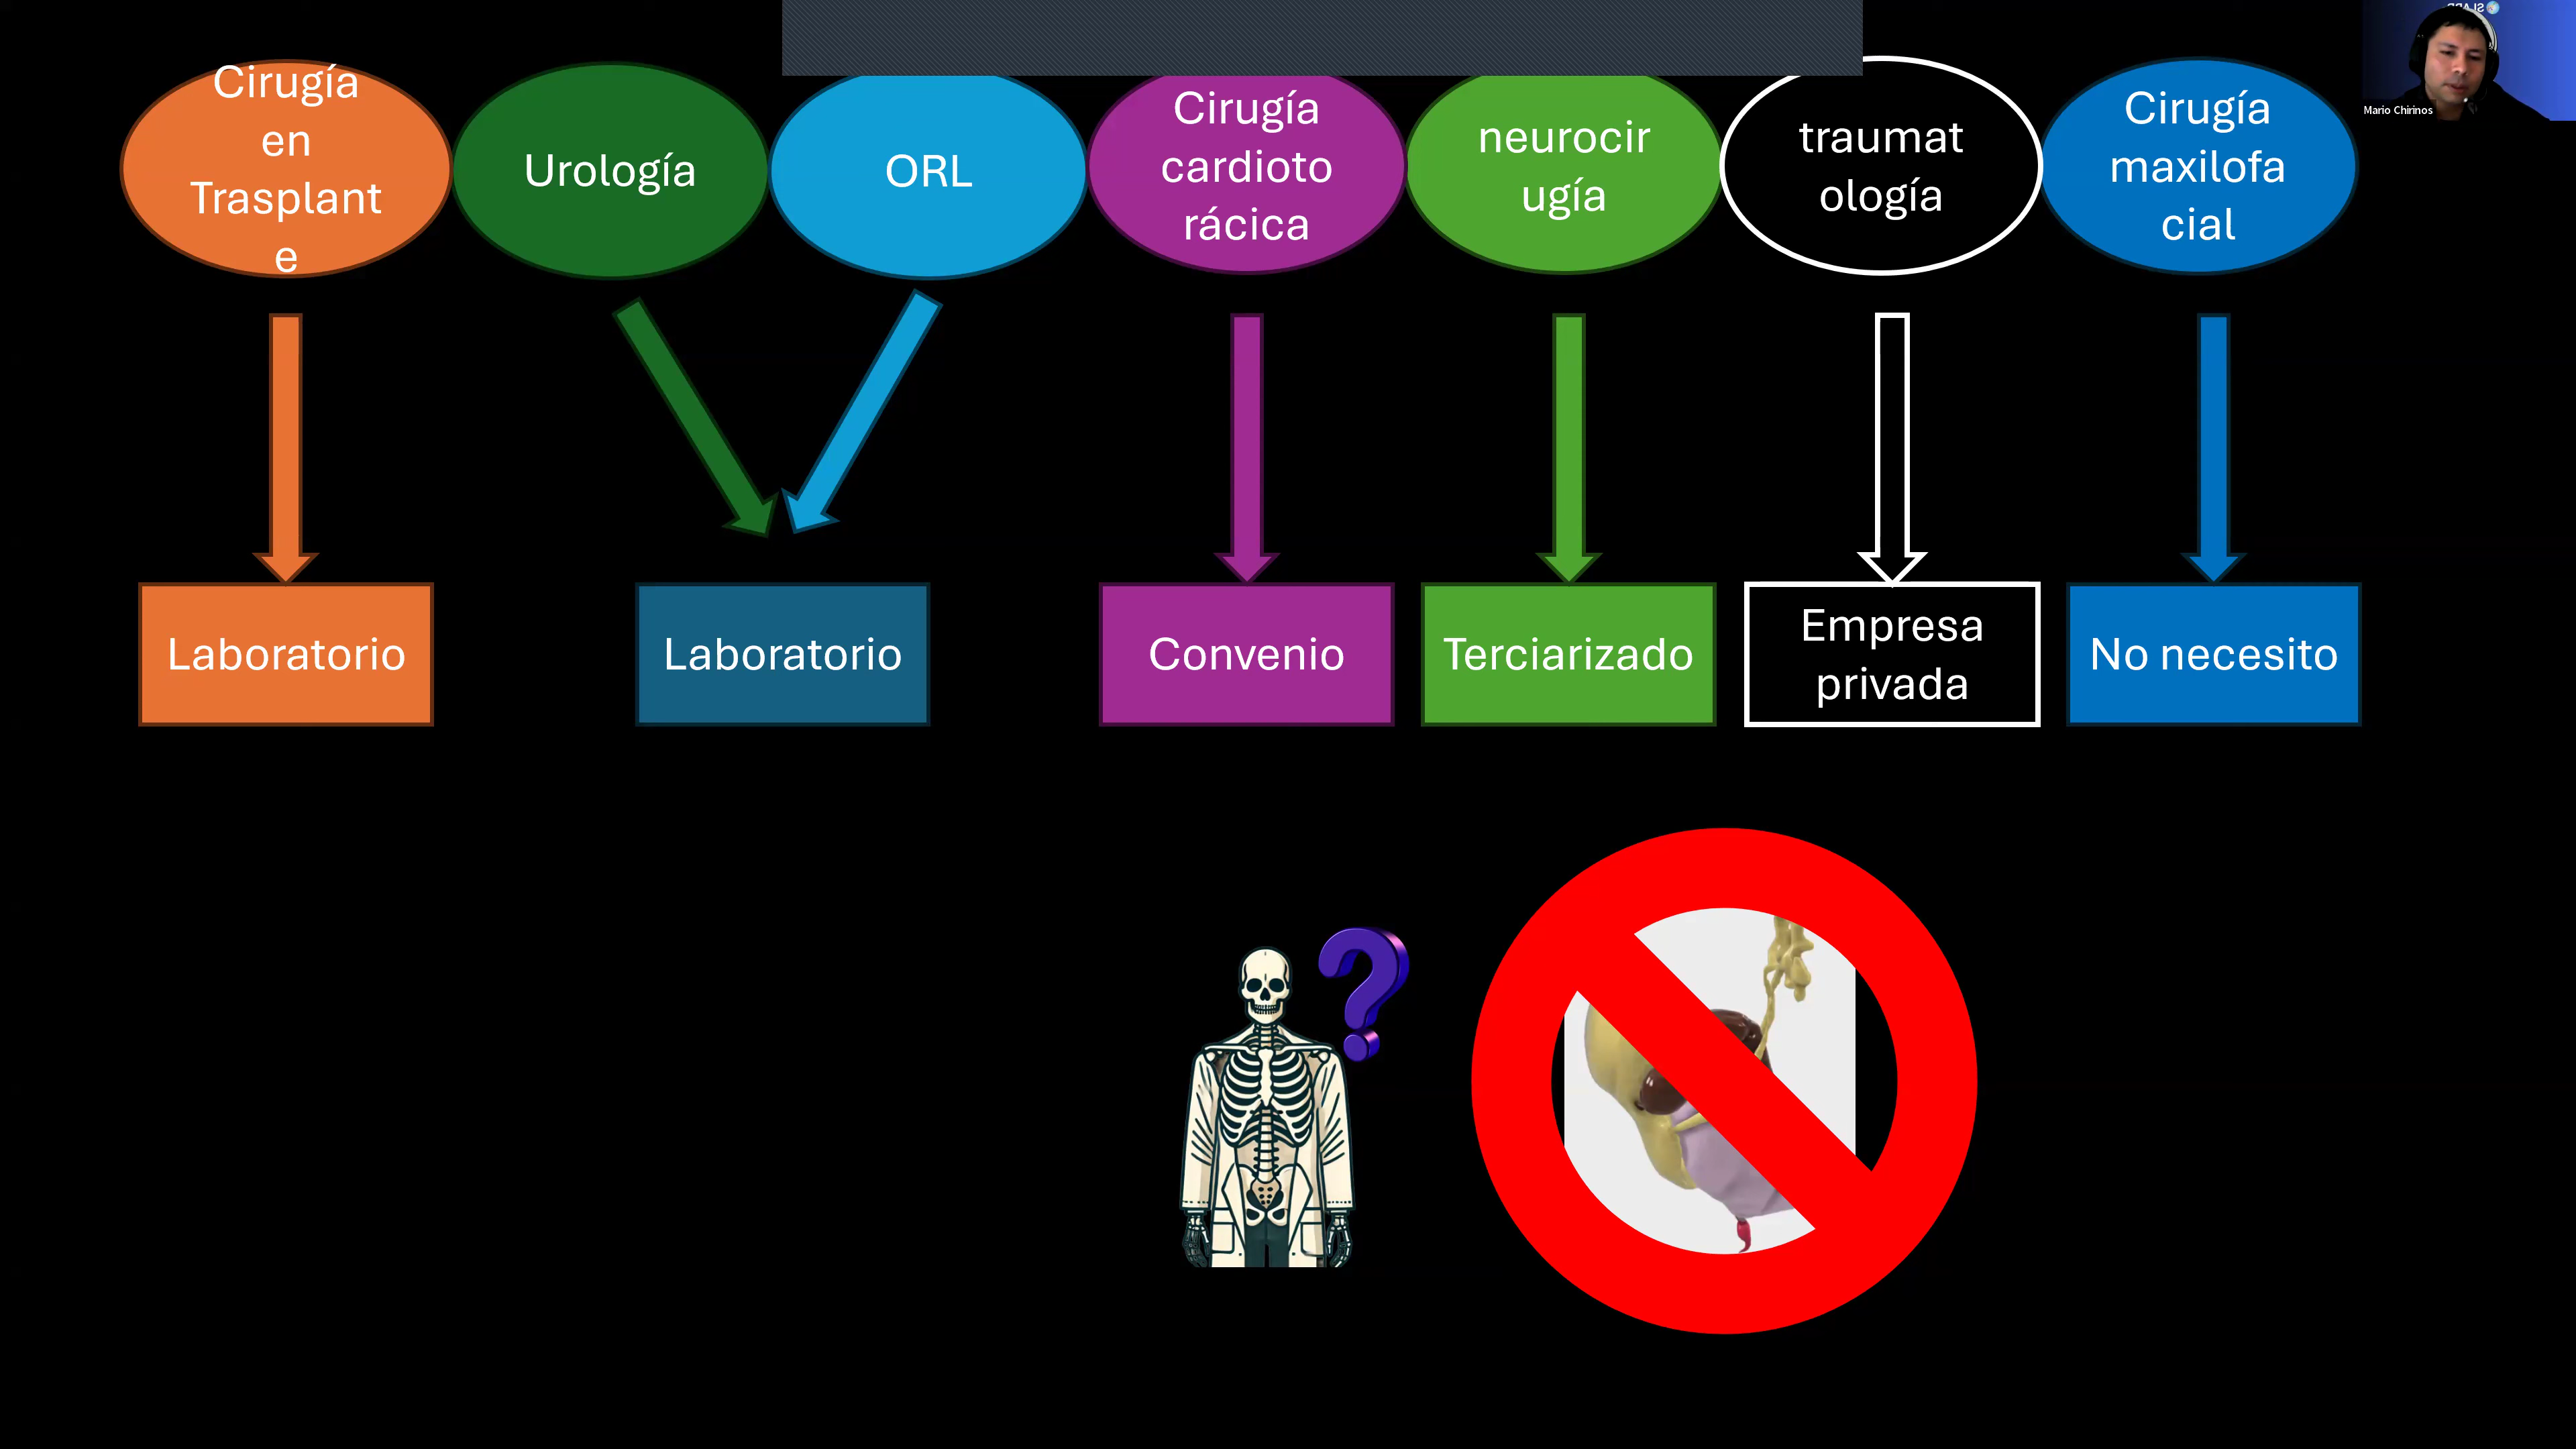 Cirugía
en
Trasplant
e
Urología
ORL
Cirugía
cardioto
rácica
neurocir
ugía
traumat
ología
Cirugía
maxilofa
cial
Mario Chirinos
Laboratorio
Laboratorio
Convenio
Terciarizado
Empresa
privada
No necesito